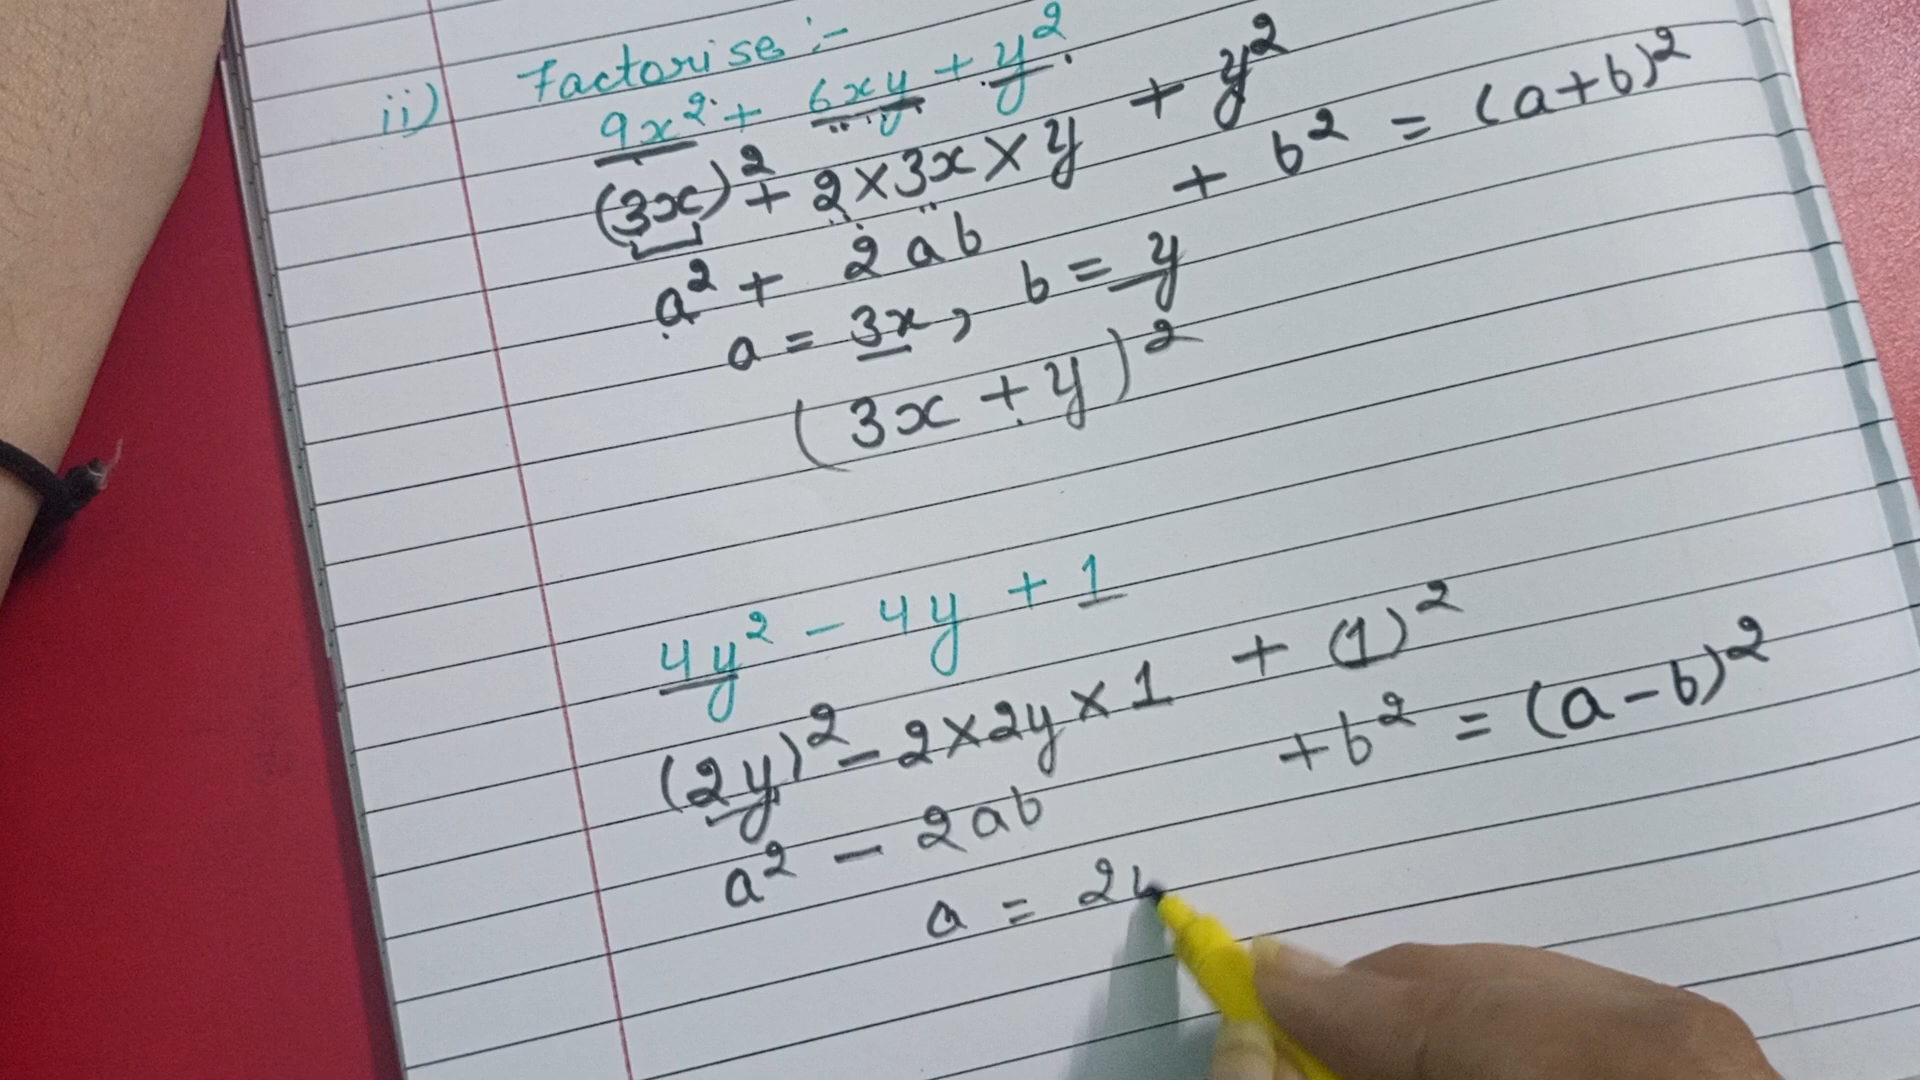 ii) Factorise :-
9x² + 6xy + y²
(3x)² + 2×3x×y + y²
a² + 2ab + b² = (a+b)²
a = 3x, b = y
(3x + y)²
4y² - 4y + 1
(2y)² - 2×2y×1 + (1)²
a² - 2ab + b² = (a-b)²
a = 2